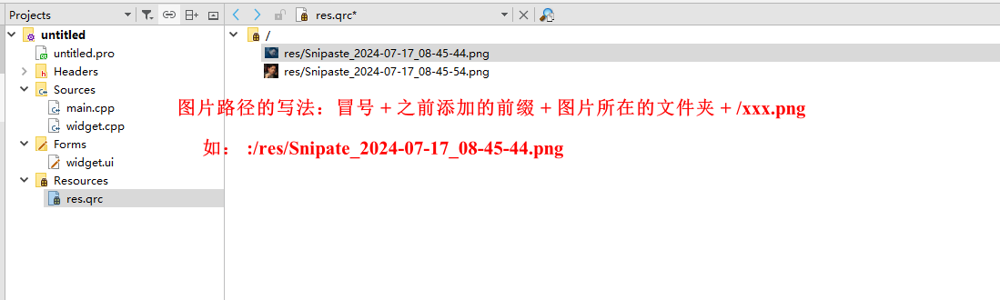 Projects
res.qrc*
untitled
untitled.pro
Headers
Sources
main.cpp
widget.cpp
Forms
widget.ui
Resources
res.qrc
/
res/Snipaste_2024-07-17_08-45-44.png
res/Snipaste_2024-07-17_08-45-54.png
图片路径的写法：冒号 + 之前添加的前缀 + 图片所在的文件夹 + /xxx.png
如： :/res/Snipate_2024-07-17_08-45-44.png